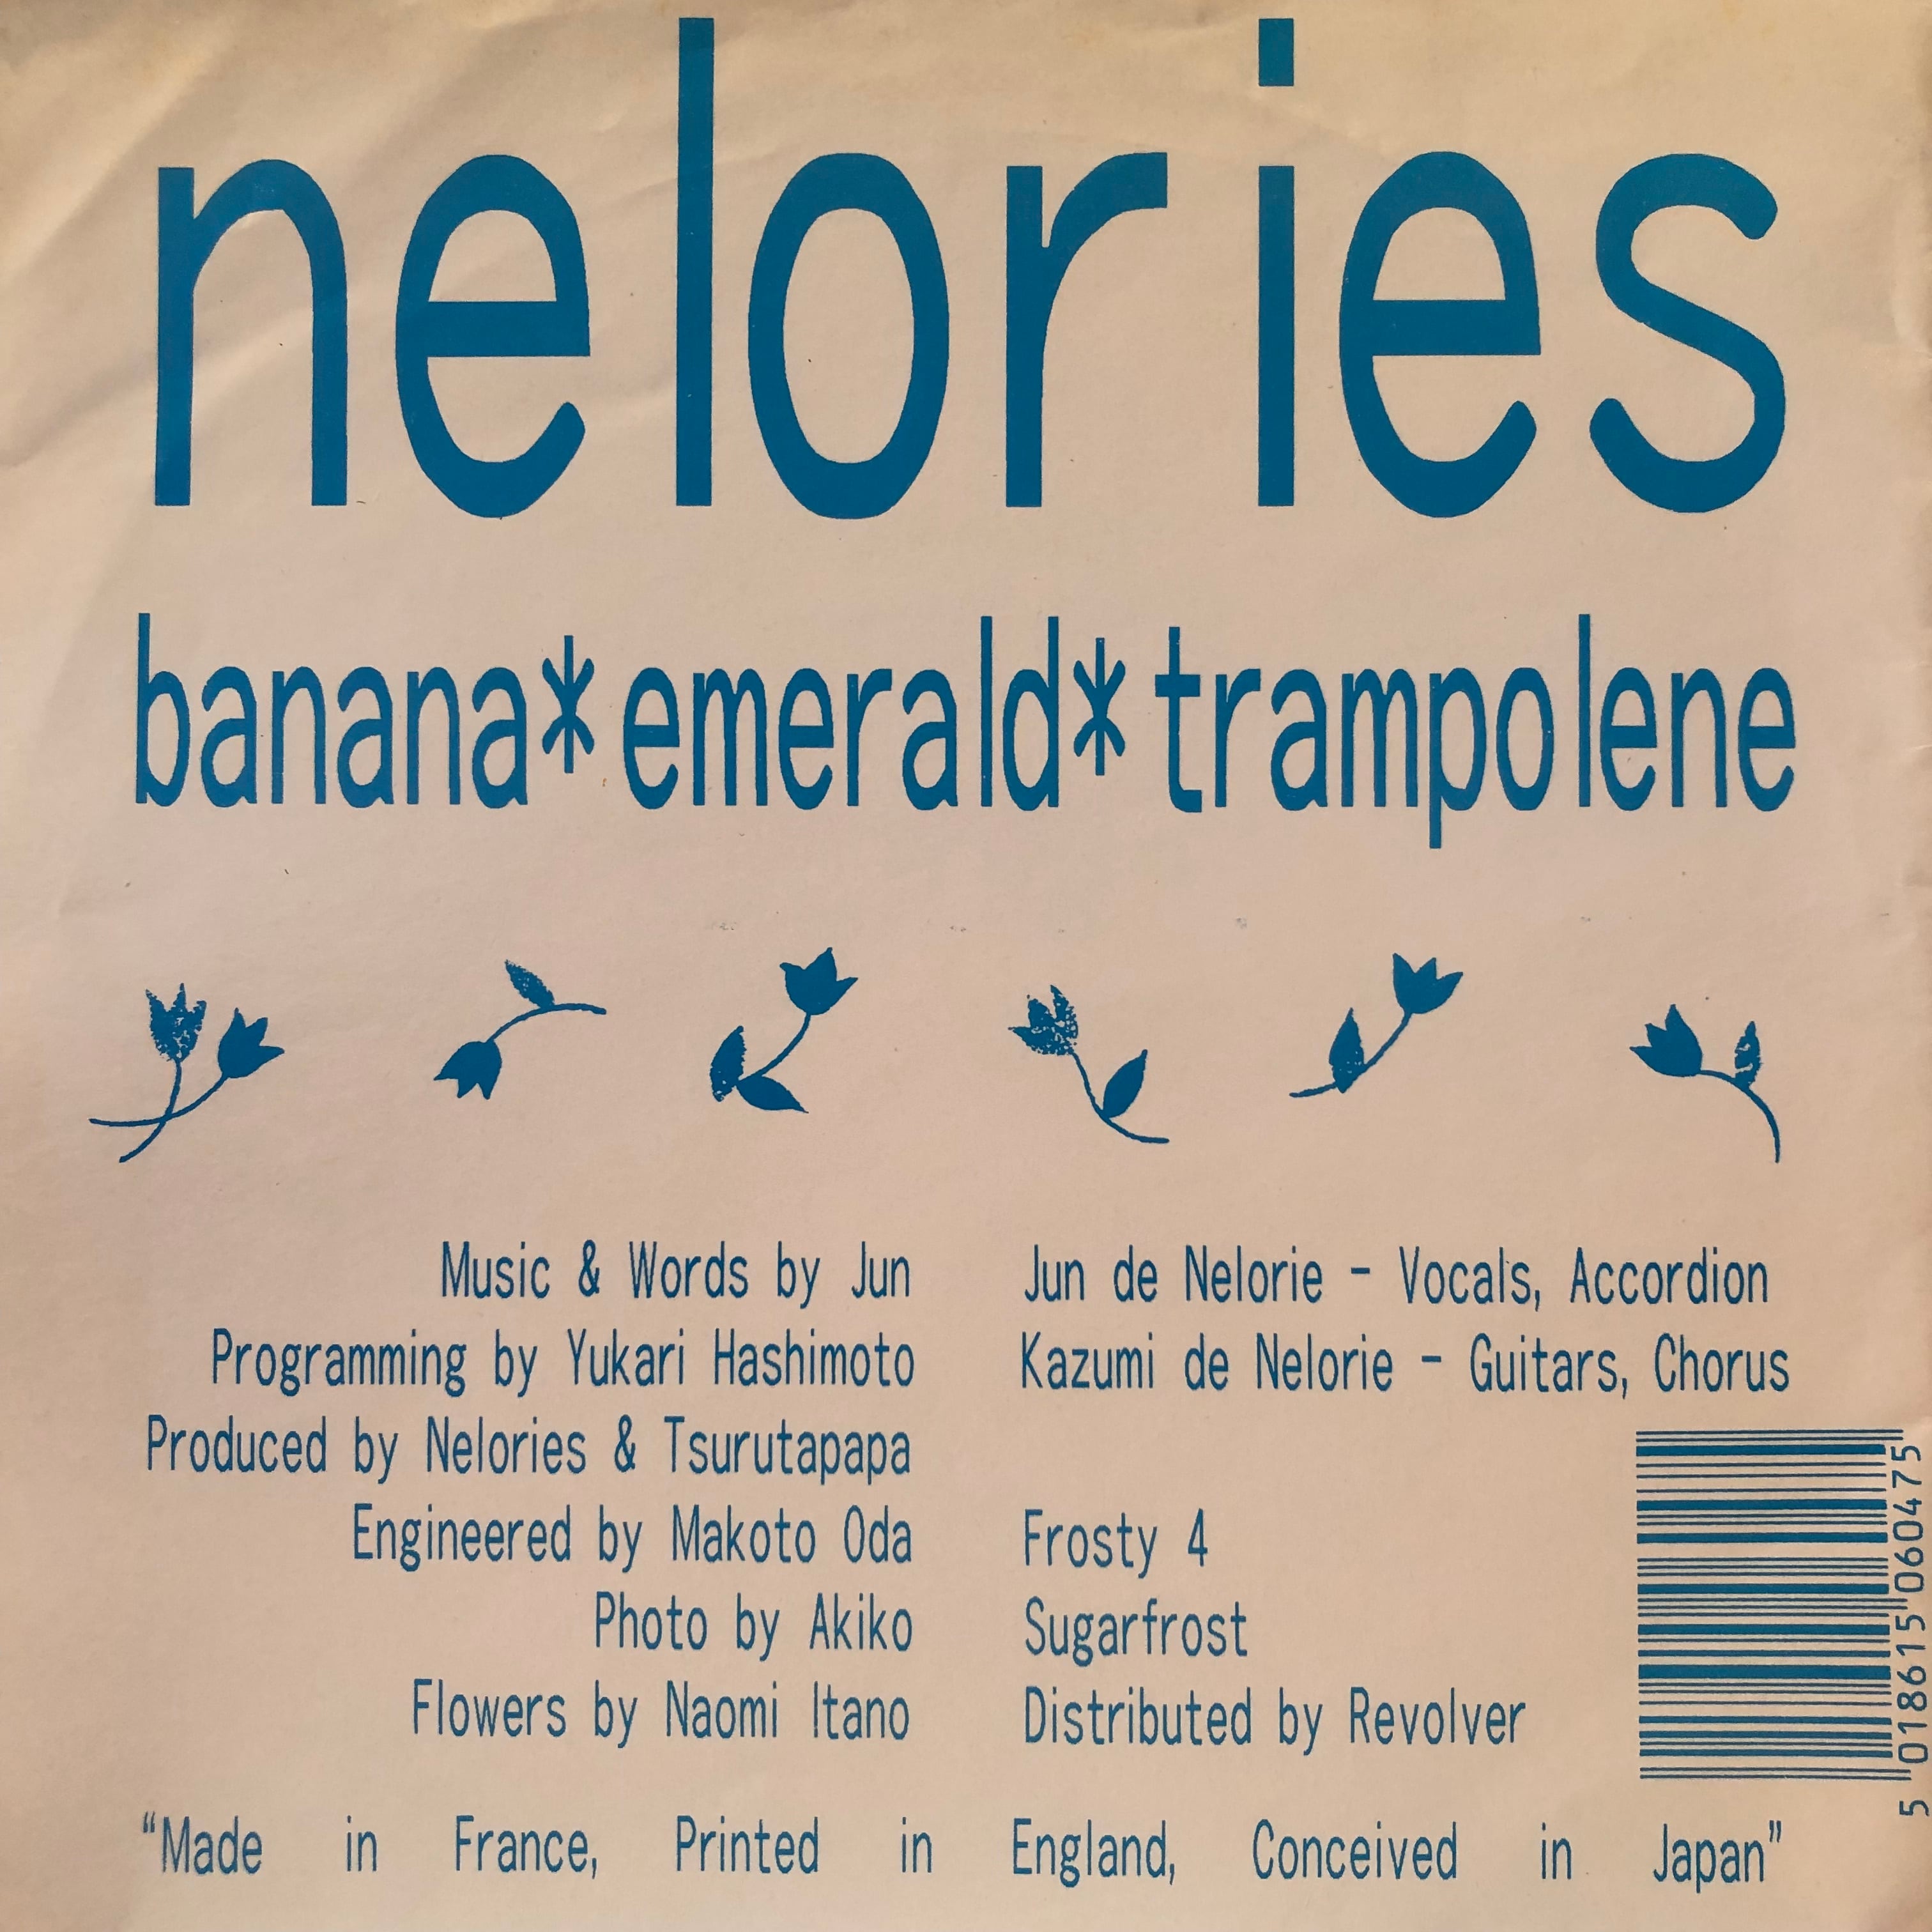 nelories
banana*emerald*trampolene
Music & Words by Jun
Programming by Yukari Hashimoto
Produced by Nelories & Tsurutapapa
Engineered by Makoto Oda
Photo by Akiko
Flowers by Naomi Itano
Jun de Nelorie - Vocals, Accordion
Kazumi de Nelorie - Guitars, Chorus
Frosty 4
Sugarfrost
Distributed by Revolver
5 018615 060475
“Made in France, Printed in England, Conceived in Japan”